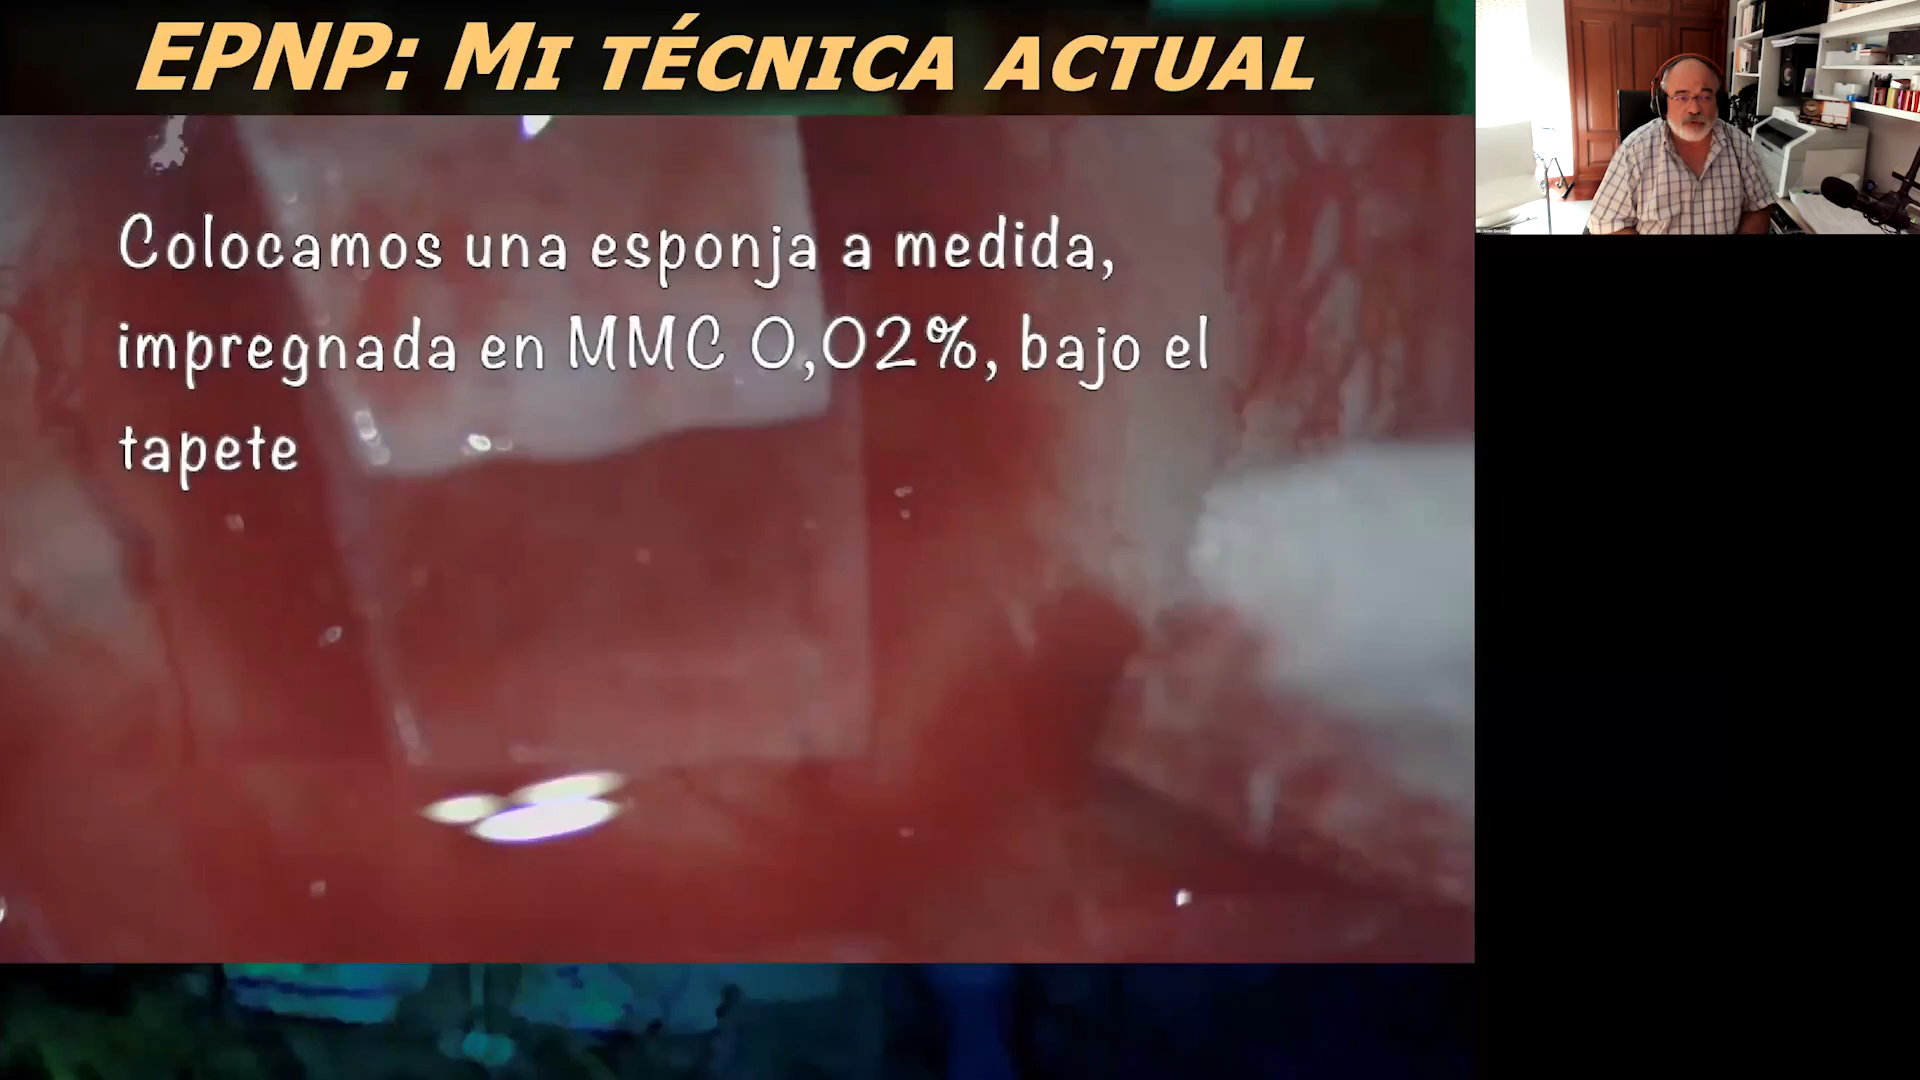 EPNP: MI TÉCNICA ACTUAL
Colocamos una esponja a medida,
impregnada en MMC 0,02%, bajo el
tapete